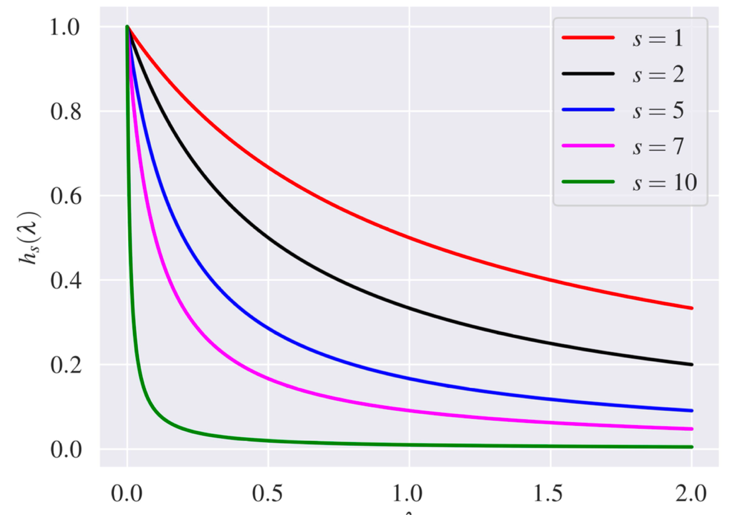 1.0
0.8
0.6
0.4
0.2
0.0
h_s(λ)
s = 1
s = 2
s = 5
s = 7
s = 10
0.0 0.5 1.0 1.5 2.0